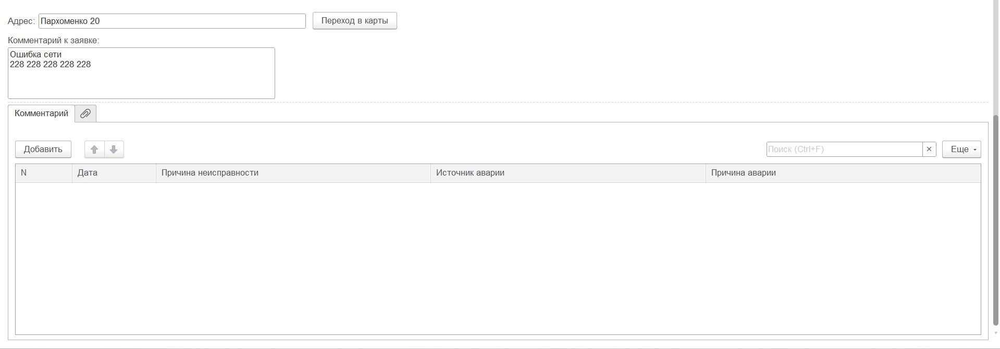 Адрес: Пархоменко 20 Переход в карты
Комментарий к заявке:
Ошибка сети
228 228 228 228 228
Комментарий
Добавить Поиск (Ctrl+F) × Еще
N Дата Причина неисправности Источник аварии Причина аварии